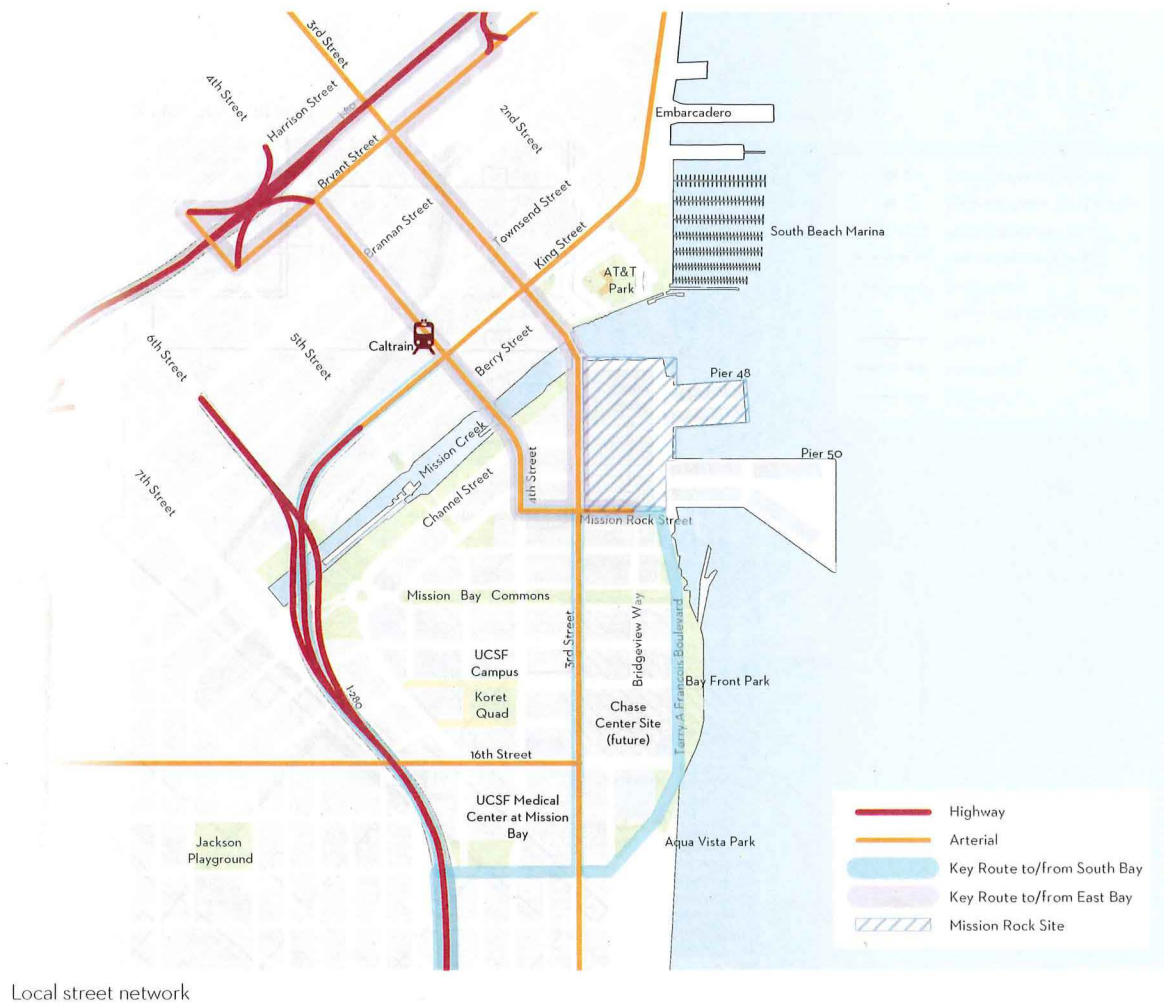 3rd Street
4th Street
Harrison Street
I-80
2nd Street
Embarcadero
Bryant Street
Brannan Street
Townsend Street
King Street
South Beach Marina
AT&T
Park
6th Street
5th Street
Caltrain
Berry Street
Pier 48
Mission Creek
Pier 50
7th Street
Channel Street
4th Street
Mission Rock Street
Mission Bay Commons
Bridgeview Way
3rd Street
Terry A Francois Boulevard
UCSF
Campus
Bay Front Park
I-280
Koret
Quad
Chase
Center Site
(future)
16th Street
UCSF Medical
Center at Mission
Bay
Jackson
Playground
Aqua Vista Park
Highway
Arterial
Key Route to/from South Bay
Key Route to/from East Bay
Mission Rock Site
Local street network